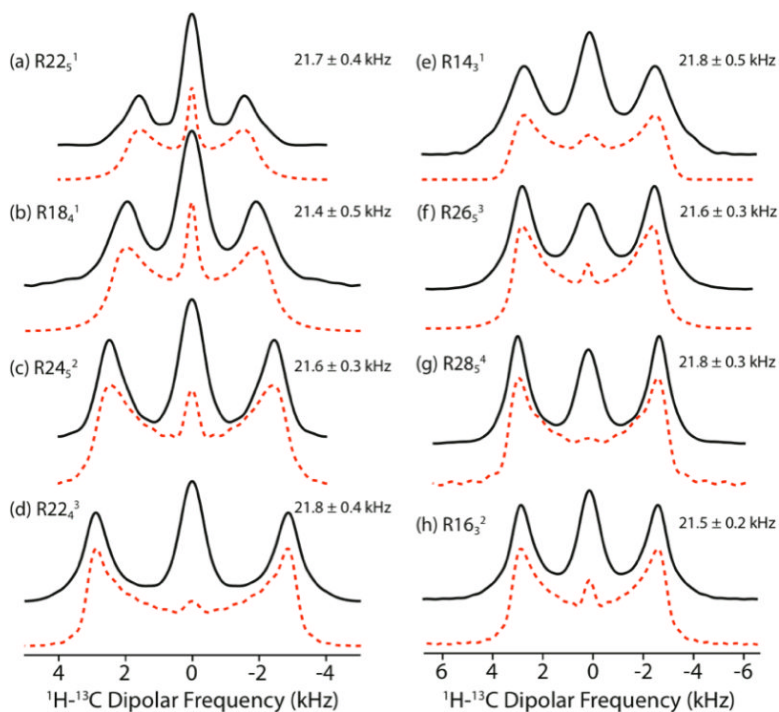 (a) R22₅¹ 21.7 ± 0.4 kHz
(b) R18₄¹ 21.4 ± 0.5 kHz
(c) R24₅² 21.6 ± 0.3 kHz
(d) R22₄³ 21.8 ± 0.4 kHz
4 2 0 -2 -4
¹H-¹³C Dipolar Frequency (kHz)
(e) R14₃¹ 21.8 ± 0.5 kHz
(f) R26₅³ 21.6 ± 0.3 kHz
(g) R28₅⁴ 21.8 ± 0.3 kHz
(h) R16₃² 21.5 ± 0.2 kHz
6 4 2 0 -2 -4 -6
¹H-¹³C Dipolar Frequency (kHz)